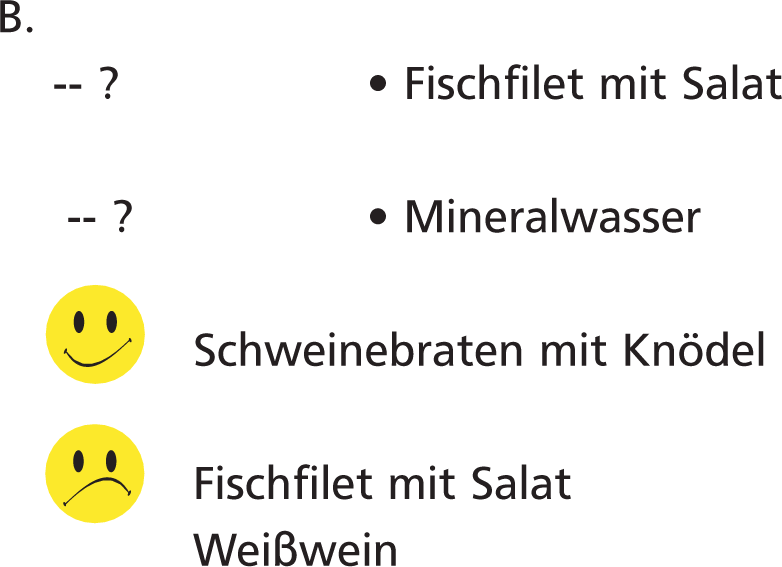 B.
-- ? • Fischfilet mit Salat
-- ? • Mineralwasser
Schweinebraten mit Knödel
Fischfilet mit Salat
Weißwein